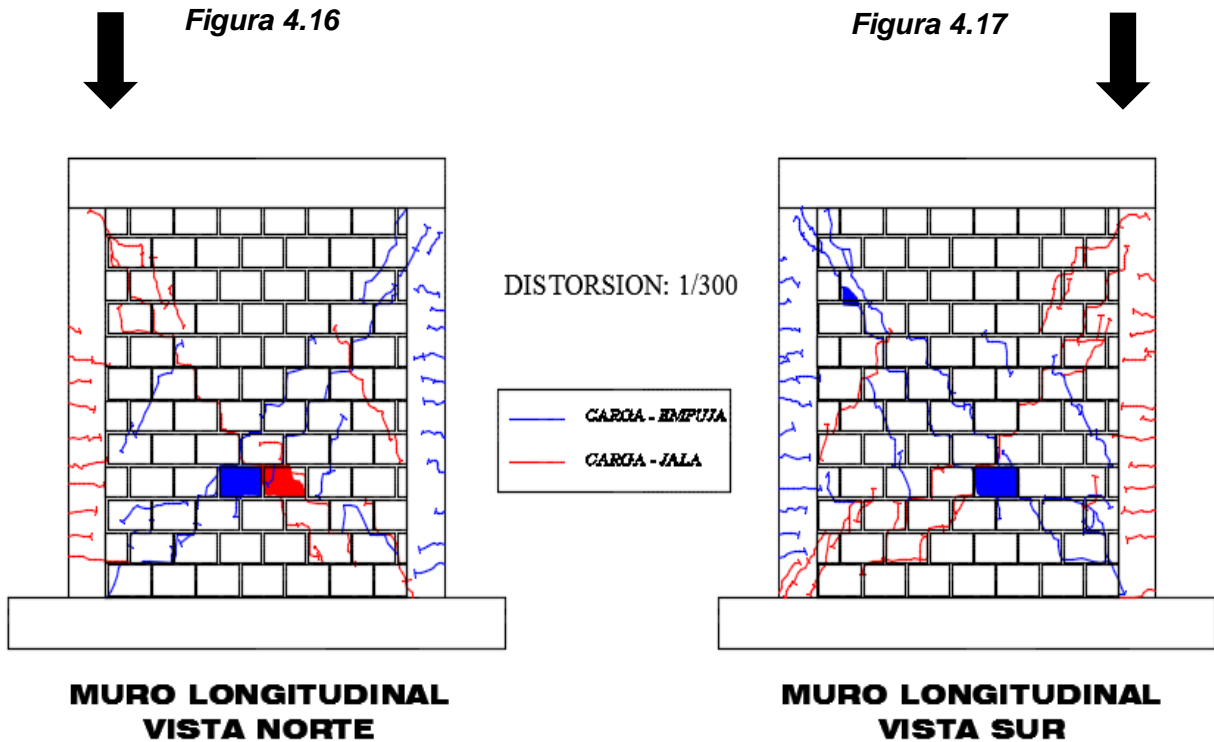 Figura 4.16
Figura 4.17
DISTORSION: 1/300
CARGA - EMPUJA
CARGA - JALA
MURO LONGITUDINAL
VISTA NORTE
MURO LONGITUDINAL
VISTA SUR